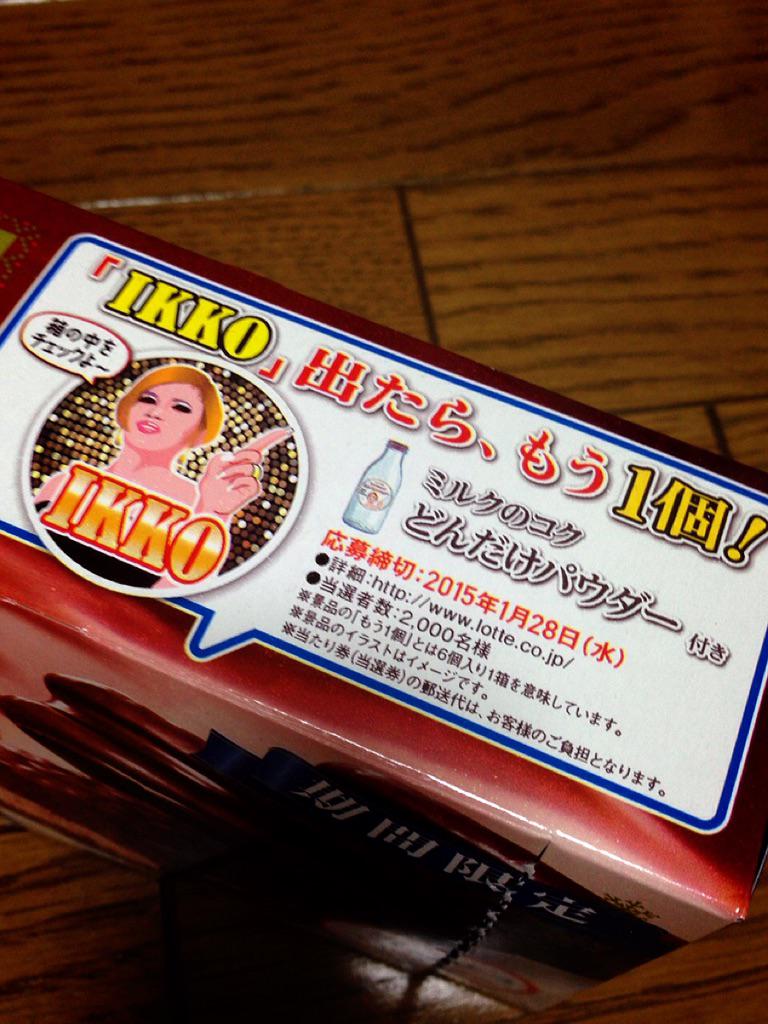 「IKKO」出たら、もう1個!
箱の中を
チェックよ〜
IKKO
ミルクのコク
どんだけパウダー 付き
応募締切:2015年1月28日(水)
●詳細:http://www.lotte.co.jp/
●当選者数:2,000名様
※景品の「もう1個」とは6個入り1箱を意味しています。
※景品のイラストはイメージです。
※当たり券(当選券)の郵送代は、お客様のご負担となります。
期間限定